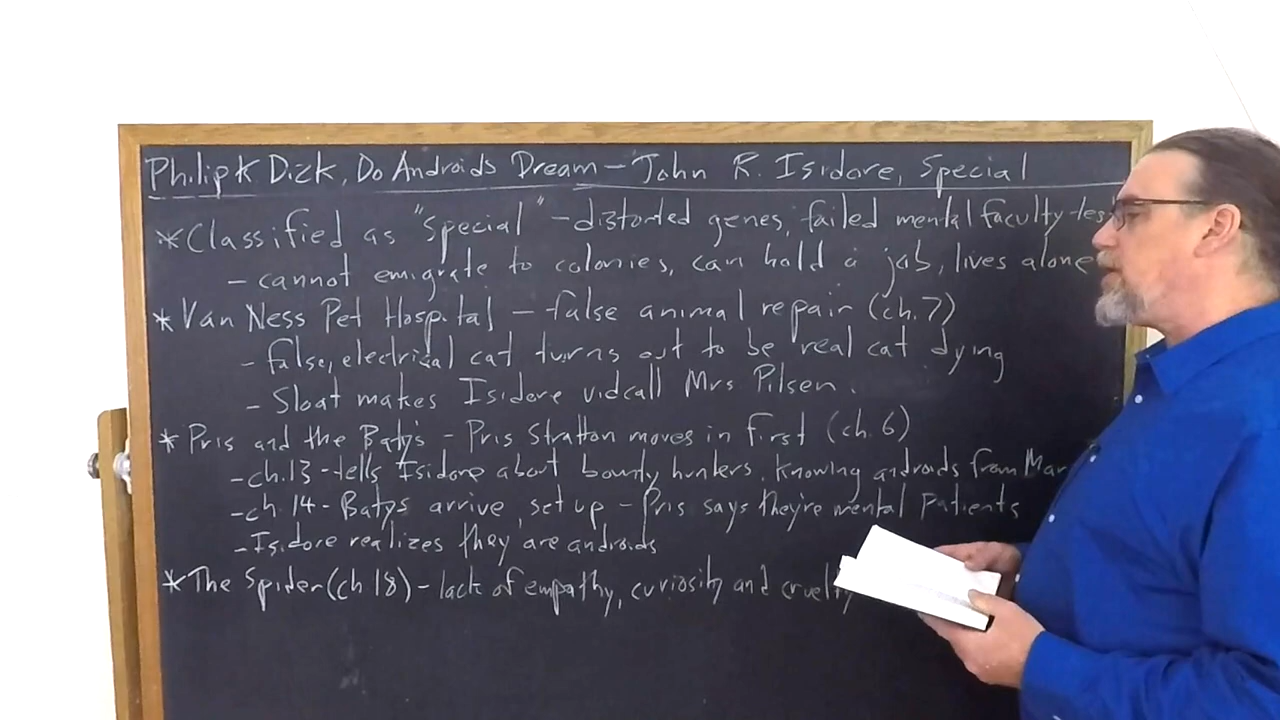 Philip K Dick, Do Androids Dream - John R. Isidore, Special
* Classified as "Special" - distorted genes, failed mental faculty tes
- cannot emigrate to colonies, can hold a job, lives alone
* Van Ness Pet Hospital - false animal repair (ch.7)
- false, electrical cat turns out to be real cat dying
- Sloat makes Isidore vidcall Mrs Pilsen.
* Pris and the Batys - Pris Stratton moves in first (ch. 6)
- ch.13 - tells Isidore about bounty hunters, knowing androids from Mar
- ch. 14 - Batys arrive, set up - Pris says they're mental patients
- Isidore realizes they are androids
* The Spider (ch 18) - lack of empathy, curiosity and cruelty